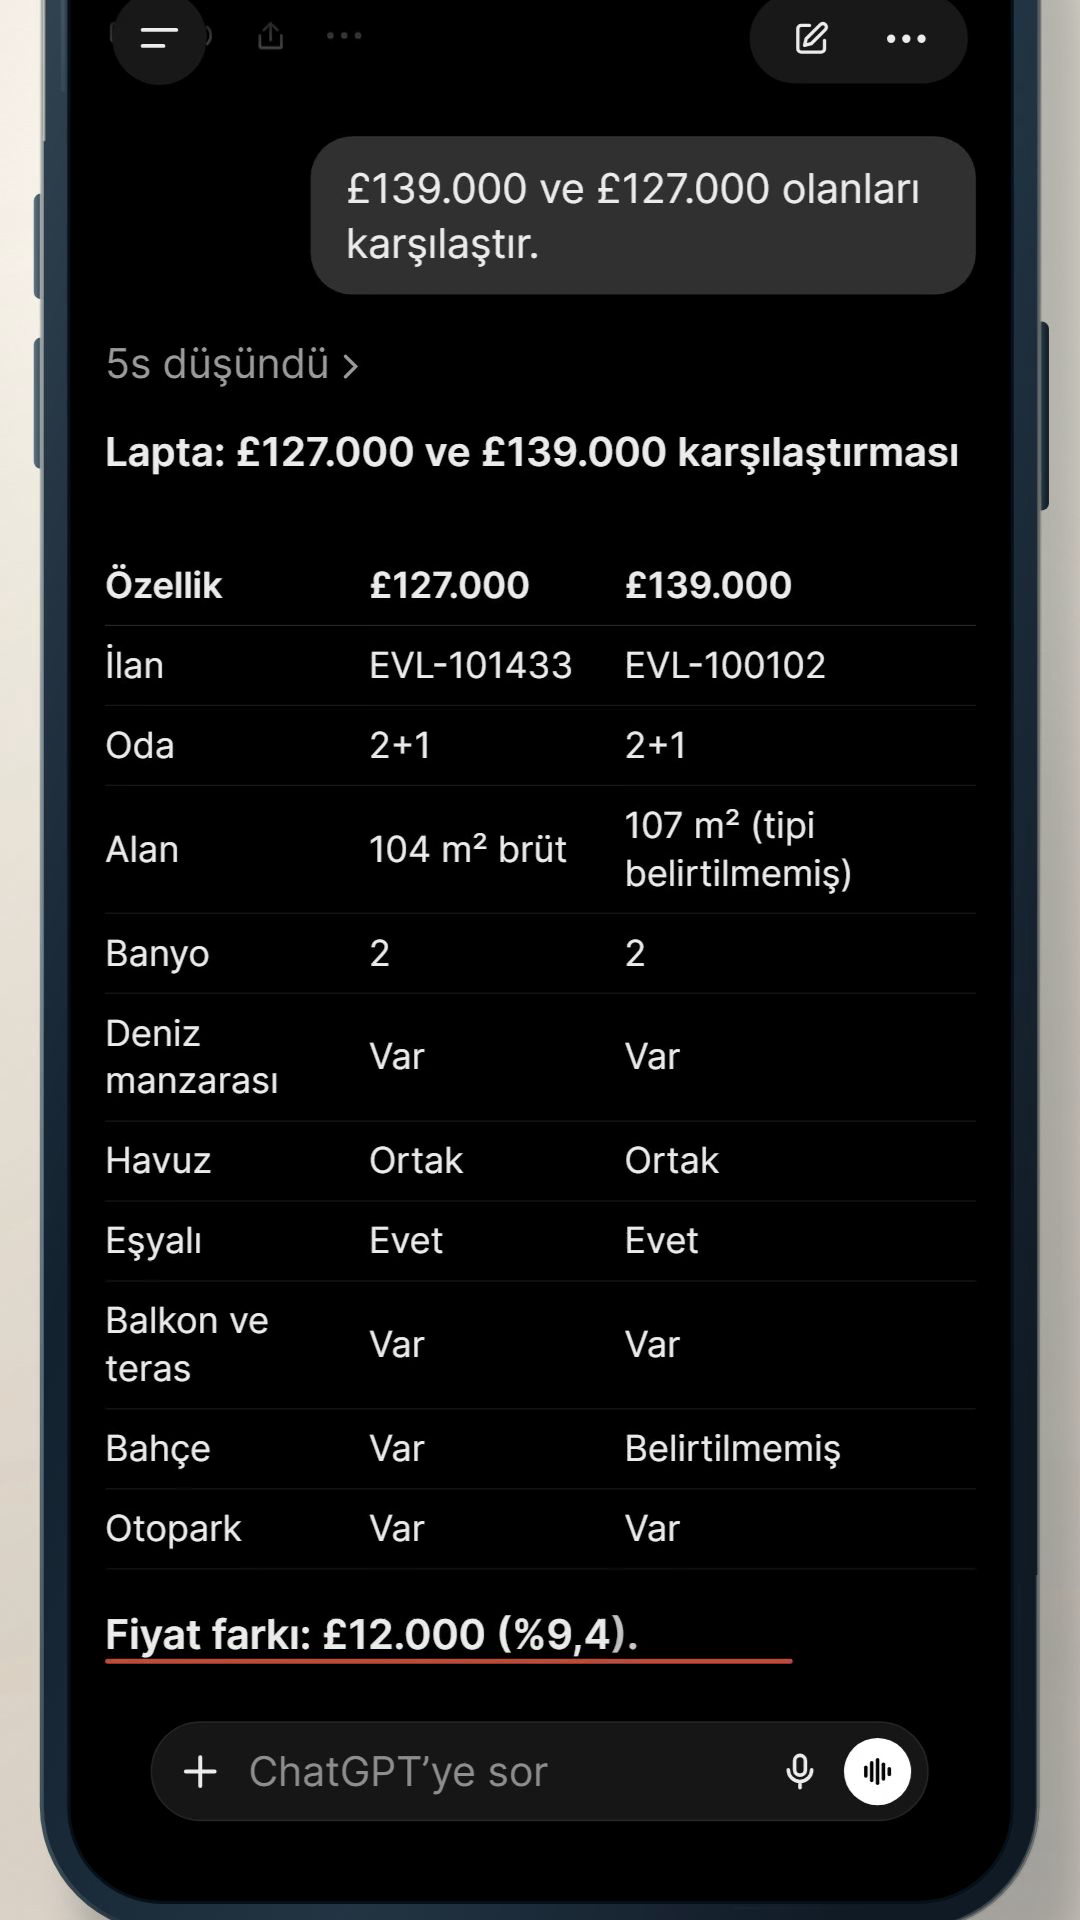 £139.000 ve £127.000 olanları
karşılaştır.
5s düşündü
Lapta: £127.000 ve £139.000 karşılaştırması
Özellik £127.000 £139.000
İlan EVL-101433 EVL-100102
Oda 2+1 2+1
Alan 104 m² brüt 107 m² (tipi
belirtilmemiş)
Banyo 2 2
Deniz
manzarası Var Var
Havuz Ortak Ortak
Eşyalı Evet Evet
Balkon ve
teras Var Var
Bahçe Var Belirtilmemiş
Otopark Var Var
Fiyat farkı: £12.000 (%9,4).
ChatGPT’ye sor